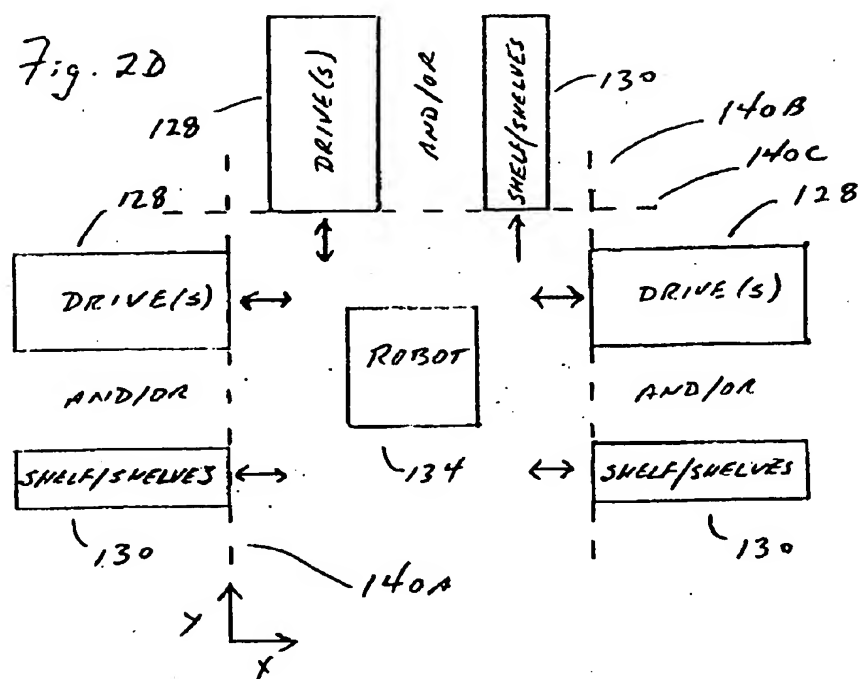 Fig. 2D
128
DRIVE(S)
AND/OR
SHELF/SHELVES
130
140B
140C
128
128
DRIVE(S)
DRIVE(S)
ROBOT
AND/OR
AND/OR
134
SHELF/SHELVES
SHELF/SHELVES
130
140A
130
Y
X